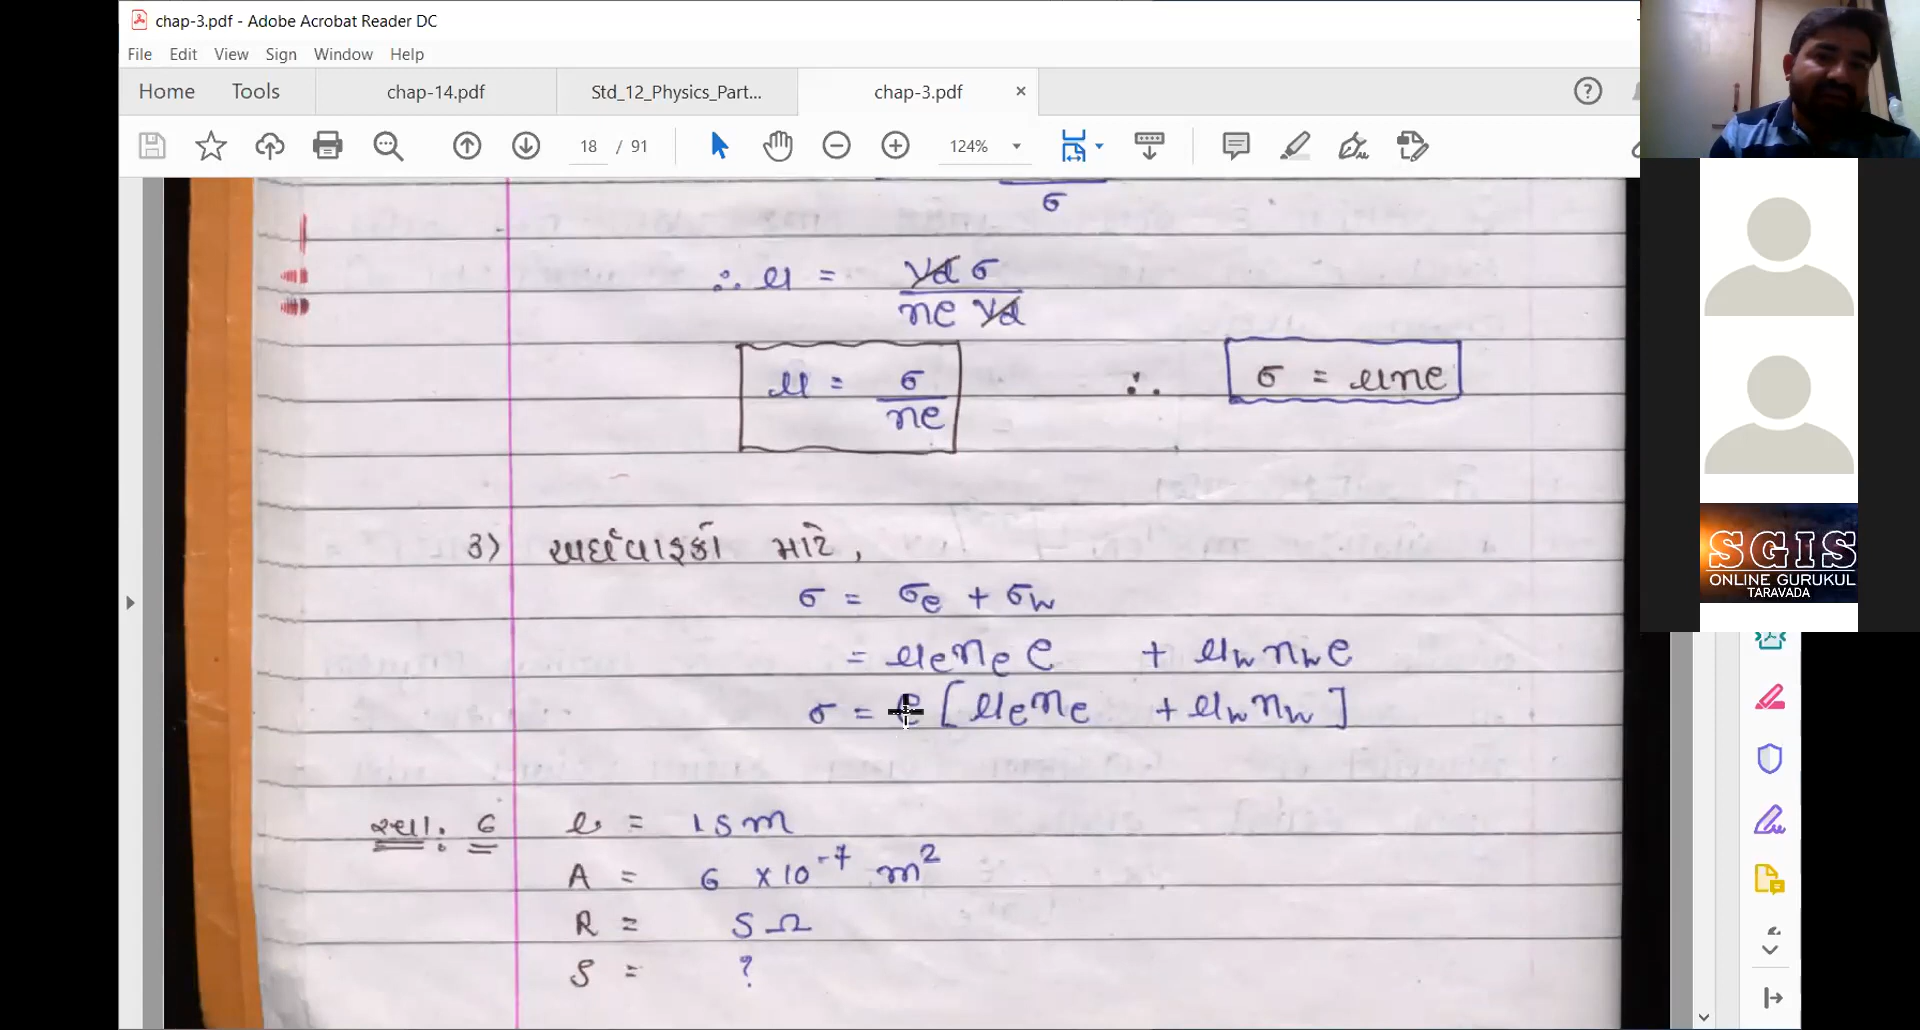 chap-3.pdf - Adobe Acrobat Reader DC
File Edit View Sign Window Help
Home Tools chap-14.pdf Std_12_Physics_Part... chap-3.pdf ×
18 / 91 124%
σ
∴ μ = Vd σ / ne Vd
μ = σ / ne ∴ σ = μne
3) અર્ધવાહકો માટે,
σ = σe + σh
= μe ne e + μh nh e
σ = e [ μe ne + μh nh ]
સ્વા. 6 l = 15 m
A = 6 × 10⁻⁷ m²
R = 5 Ω
ρ = ?
SGIS
ONLINE GURUKUL
TARAVADA